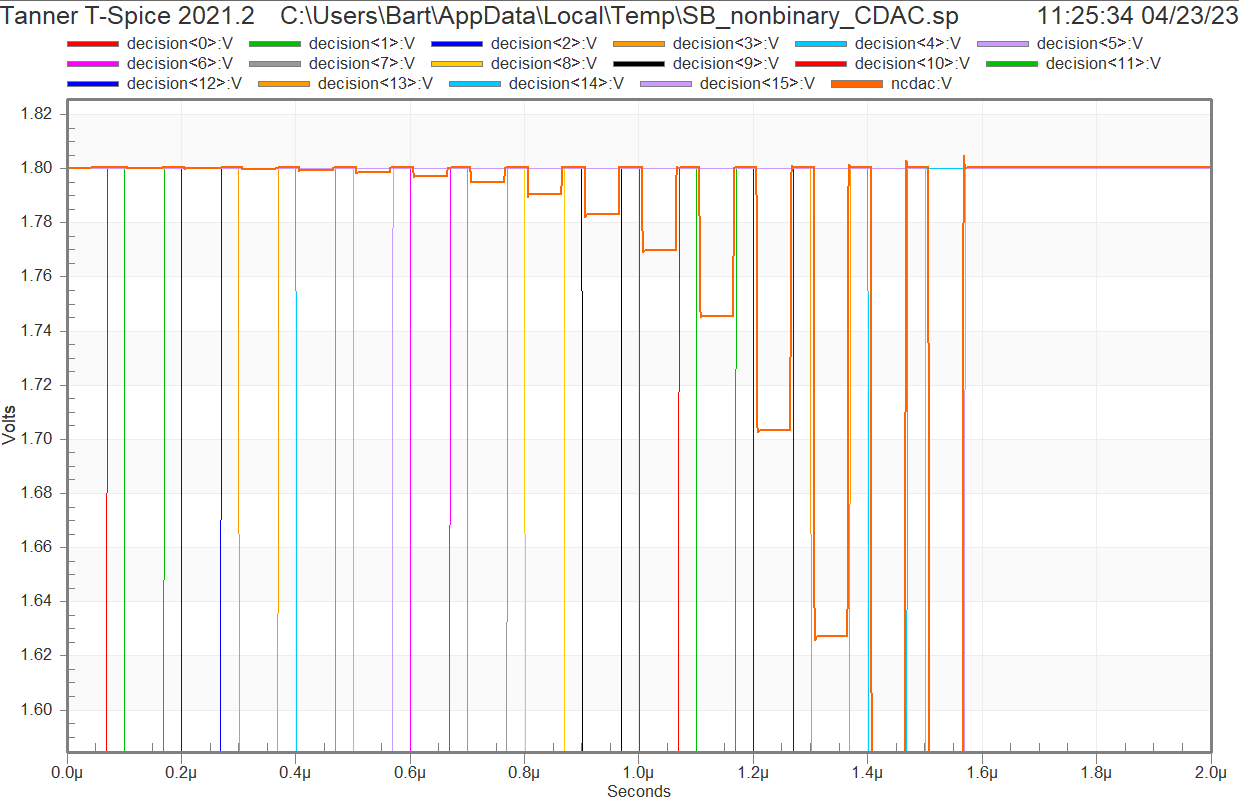 Tanner T-Spice 2021.2 C:\Users\Bart\AppData\Local\Temp\SB_nonbinary_CDAC.sp 11:25:34 04/23/23
decision<0>:V decision<1>:V decision<2>:V decision<3>:V decision<4>:V decision<5>:V
decision<6>:V decision<7>:V decision<8>:V decision<9>:V decision<10>:V decision<11>:V
decision<12>:V decision<13>:V decision<14>:V decision<15>:V ncdac:V
1.82
1.80
1.78
1.76
1.74
1.72
1.70
1.68
1.66
1.64
1.62
1.60
Volts
0.0µ 0.2µ 0.4µ 0.6µ 0.8µ 1.0µ 1.2µ 1.4µ 1.6µ 1.8µ 2.0µ
Seconds